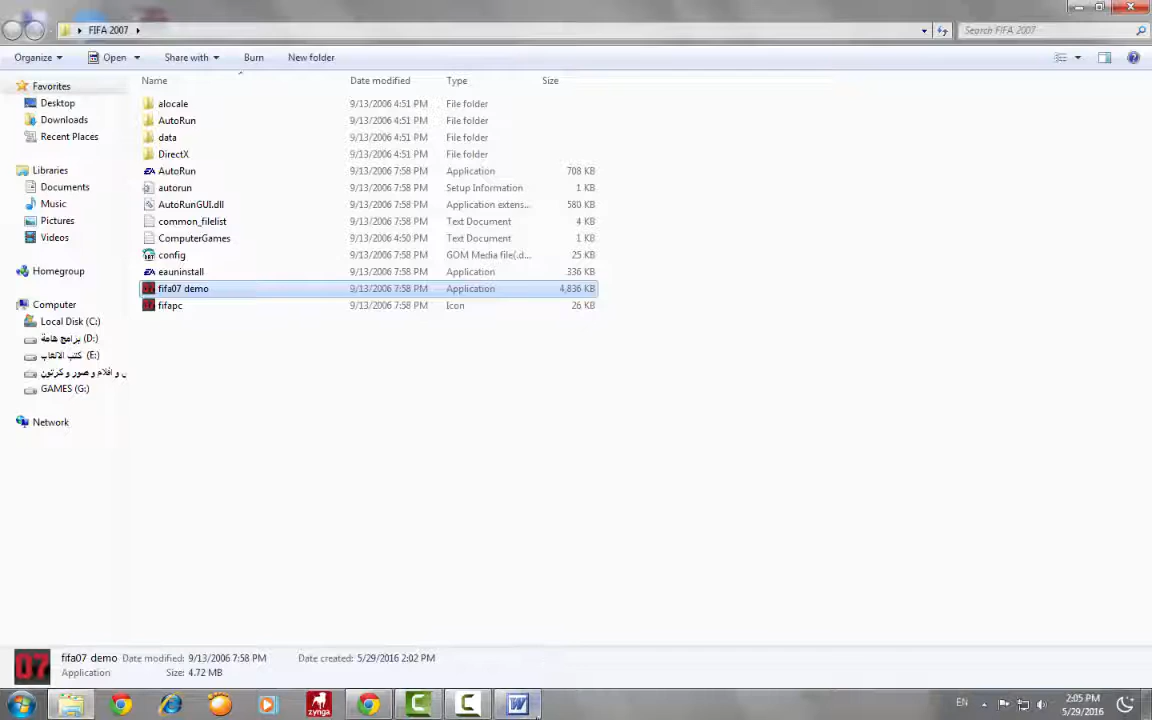 FIFA 2007
Search FIFA 2007
Organize Open Share with Burn New folder
Name Date modified Type Size
Favorites
Desktop
Downloads
Recent Places
Libraries
Documents
Music
Pictures
Videos
Homegroup
Computer
Local Disk (C:)
برامج هامة (D:)
كتب الالعاب (E:)
و افلام و صور و كرتون
GAMES (G:)
Network
alocale 9/13/2006 4:51 PM File folder
AutoRun 9/13/2006 4:51 PM File folder
data 9/13/2006 4:51 PM File folder
DirectX 9/13/2006 4:51 PM File folder
AutoRun 9/13/2006 7:58 PM Application 708 KB
autorun 9/13/2006 7:58 PM Setup Information 1 KB
AutoRunGUI.dll 9/13/2006 7:58 PM Application extens... 580 KB
common_filelist 9/13/2006 7:58 PM Text Document 4 KB
ComputerGames 9/13/2006 4:50 PM Text Document 1 KB
config 9/13/2006 7:58 PM GOM Media file(.d... 25 KB
eauninstall 9/13/2006 7:58 PM Application 336 KB
fifa07 demo 9/13/2006 7:58 PM Application 4,836 KB
fifapc 9/13/2006 7:58 PM Icon 26 KB
07
fifa07 demo Date modified: 9/13/2006 7:58 PM Date created: 5/29/2016 2:02 PM
Application Size: 4.72 MB
zynga
EN
2:05 PM
5/29/2016